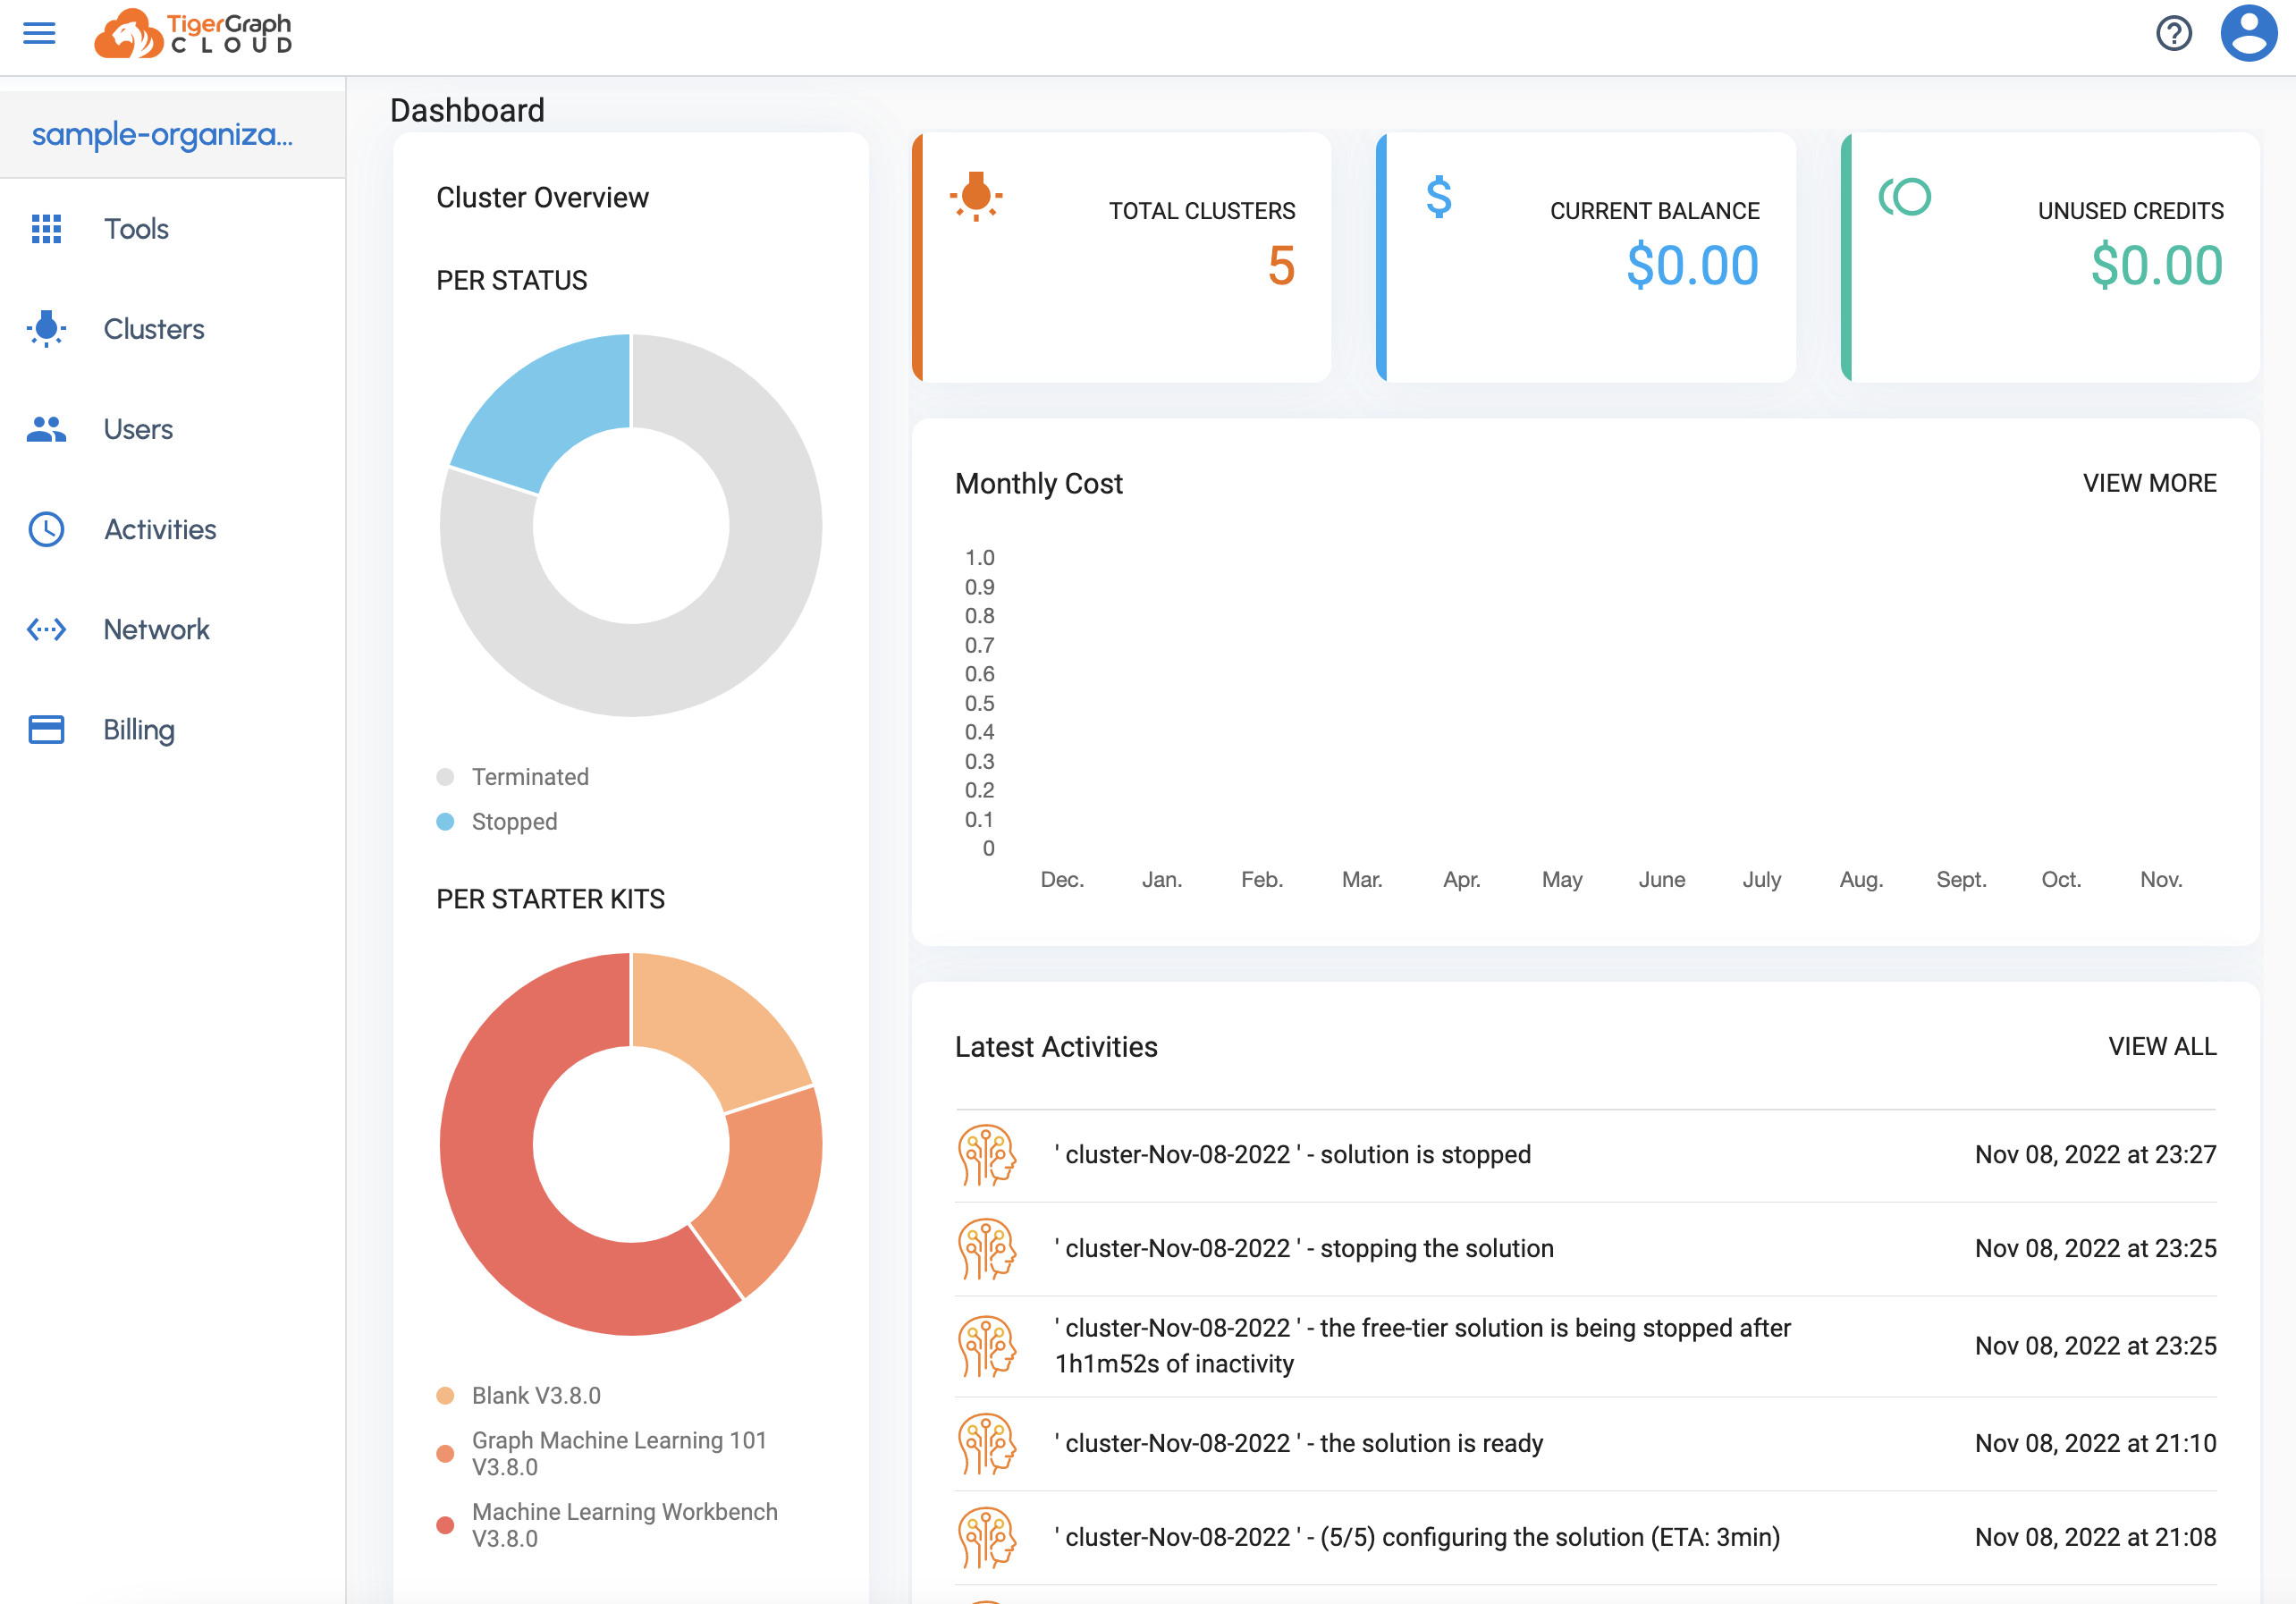 TigerGraph
CLOUD
sample-organiza...
Tools
Clusters
Users
Activities
Network
Billing
Dashboard
Cluster Overview
PER STATUS
Terminated
Stopped
PER STARTER KITS
Blank V3.8.0
Graph Machine Learning 101
V3.8.0
Machine Learning Workbench
V3.8.0
TOTAL CLUSTERS
5
$
CURRENT BALANCE
$0.00
UNUSED CREDITS
$0.00
Monthly Cost
VIEW MORE
1.0
0.9
0.8
0.7
0.6
0.5
0.4
0.3
0.2
0.1
0
Dec. Jan. Feb. Mar. Apr. May June July Aug. Sept. Oct. Nov.
Latest Activities
VIEW ALL
' cluster-Nov-08-2022 ' - solution is stopped Nov 08, 2022 at 23:27
' cluster-Nov-08-2022 ' - stopping the solution Nov 08, 2022 at 23:25
' cluster-Nov-08-2022 ' - the free-tier solution is being stopped after
1h1m52s of inactivity
Nov 08, 2022 at 23:25
' cluster-Nov-08-2022 ' - the solution is ready Nov 08, 2022 at 21:10
' cluster-Nov-08-2022 ' - (5/5) configuring the solution (ETA: 3min) Nov 08, 2022 at 21:08